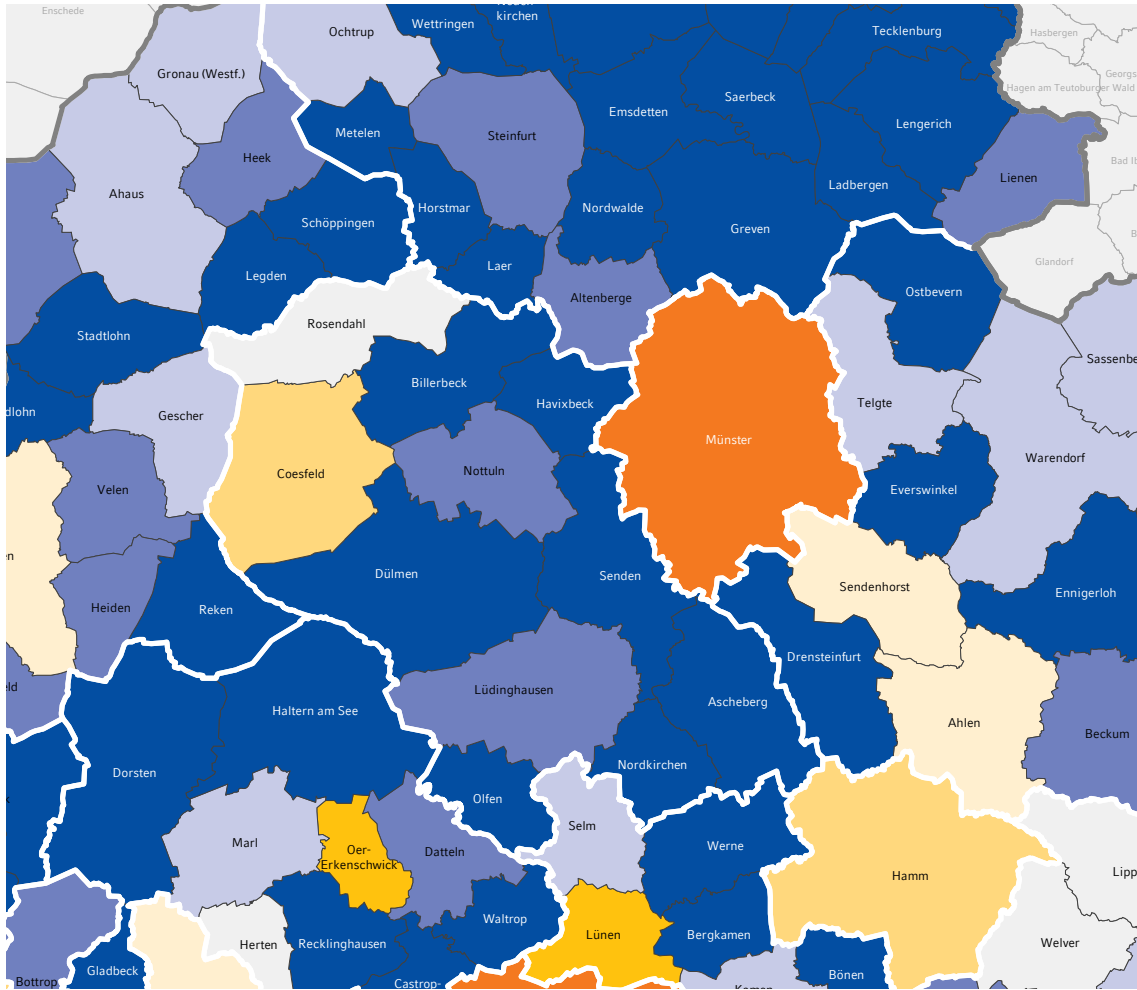 Enschede
Wettringen
kirchen
Tecklenburg
Ochtrup
Hasbergen
Gronau (Westf.)
Georgs
Hagen am Teutoburger Wald
Saerbeck
Emsdetten
Lengerich
Metelen
Steinfurt
Heek
Bad Ib
Lienen
Ladbergen
Ahaus
Horstmar
Nordwalde
Schöppingen
Greven
B
Glandorf
Laer
Legden
Ostbevern
Altenberge
Rosendahl
Stadtlohn
Sassenbe
Billerbeck
Havixbeck
Telgte
dlohn
Gescher
Münster
Warendorf
Nottuln
Coesfeld
Velen
Everswinkel
en
Dülmen
Senden
Sendenhorst
Ennigerloh
Heiden
Reken
Drensteinfurt
eld
Lüdinghausen
Ascheberg
Haltern am See
Ahlen
Beckum
Nordkirchen
Dorsten
Olfen
Selm
Marl
Oer-
Erkenschwick
Datteln
Werne
Hamm
Lipp
Waltrop
Lünen
Bergkamen
Herten
Recklinghausen
Welver
Gladbeck
Bönen
Bottrop
Castrop-